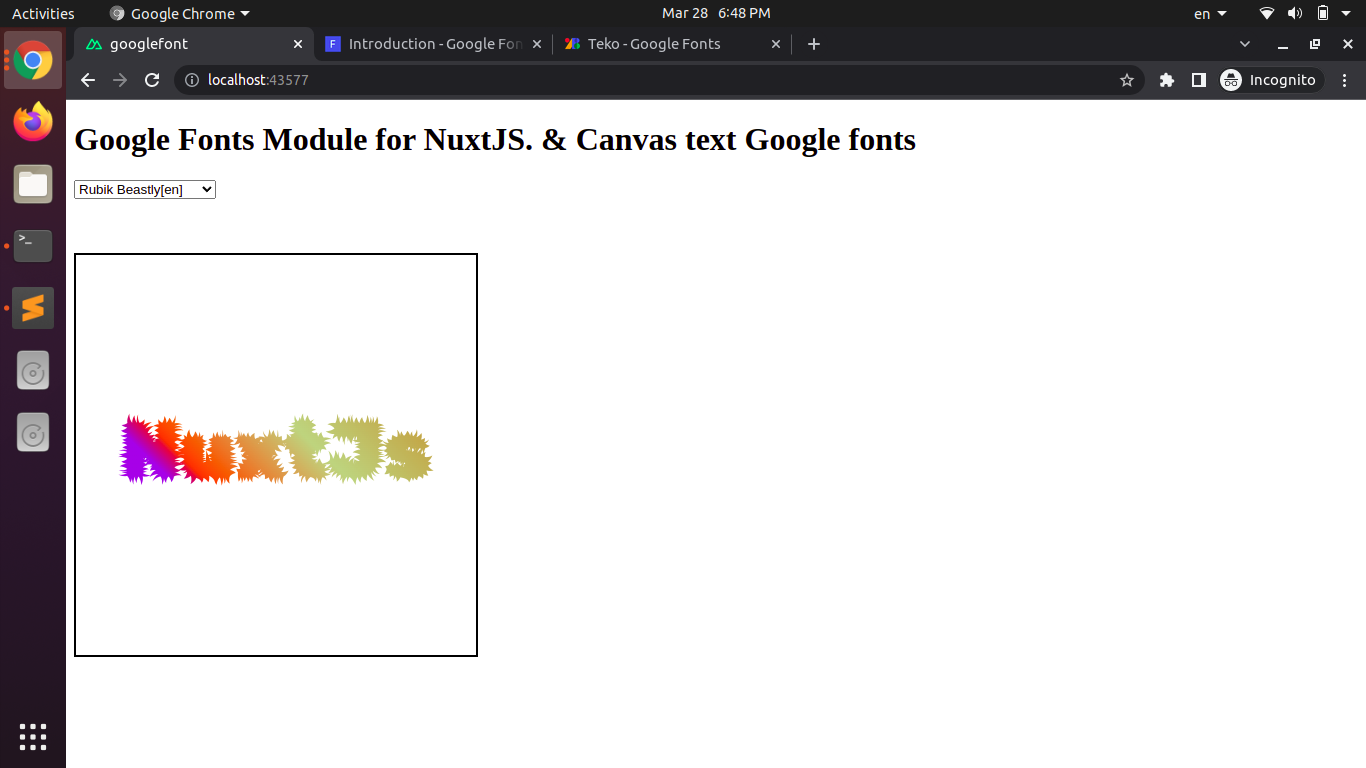 Activities Google Chrome Mar 28 6:48 PM en
googlefont Introduction - Google Fon Teko - Google Fonts
localhost:43577 Incognito
Google Fonts Module for NuxtJS. & Canvas text Google fonts
Rubik Beastly[en]
NuxtJs